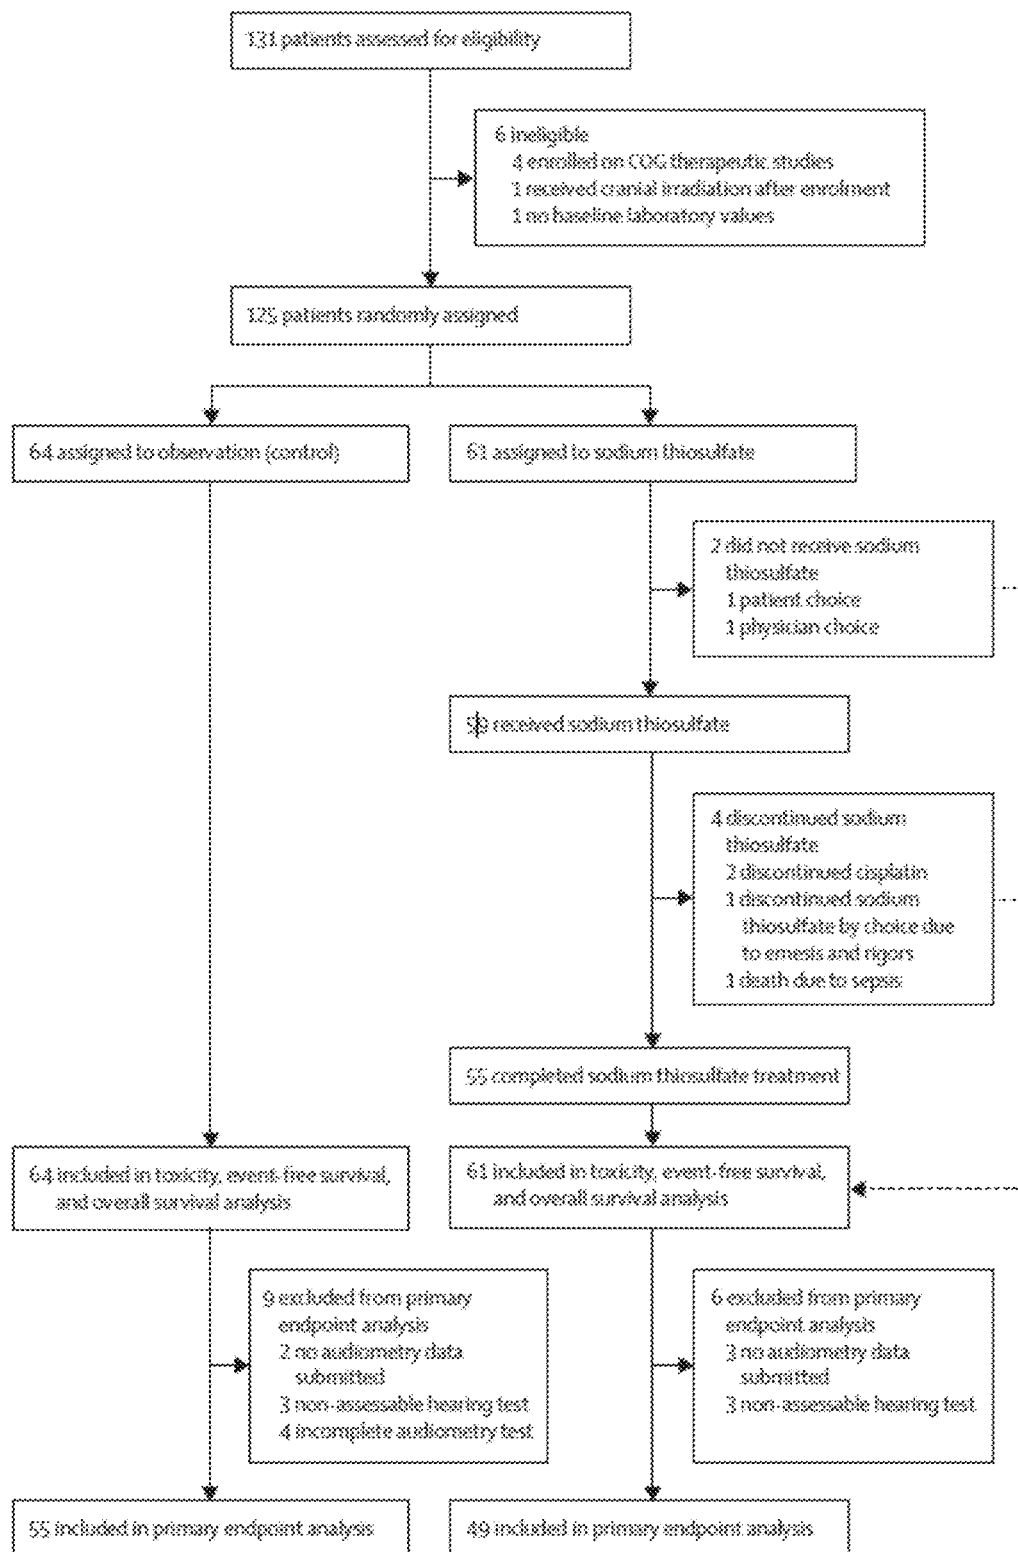 131 patients assessed for eligibility
6 ineligible
4 enrolled on COG therapeutic studies
1 received cranial irradiation after enrolment
1 no baseline laboratory values
125 patients randomly assigned
64 assigned to observation (control)
61 assigned to sodium thiosulfate
2 did not receive sodium
thiosulfate
1 patient choice
1 physician choice
59 received sodium thiosulfate
4 discontinued sodium
thiosulfate
2 discontinued cisplatin
1 discontinued sodium
thiosulfate by choice due
to emesis and rigors
1 death due to sepsis
55 completed sodium thiosulfate treatment
64 included in toxicity, event-free survival,
and overall survival analysis
61 included in toxicity, event-free survival,
and overall survival analysis
9 excluded from primary
endpoint analysis
2 no audiometry data
submitted
3 non-assessable hearing test
4 incomplete audiometry test
6 excluded from primary
endpoint analysis
3 no audiometry data
submitted
3 non-assessable hearing test
55 included in primary endpoint analysis
49 included in primary endpoint analysis